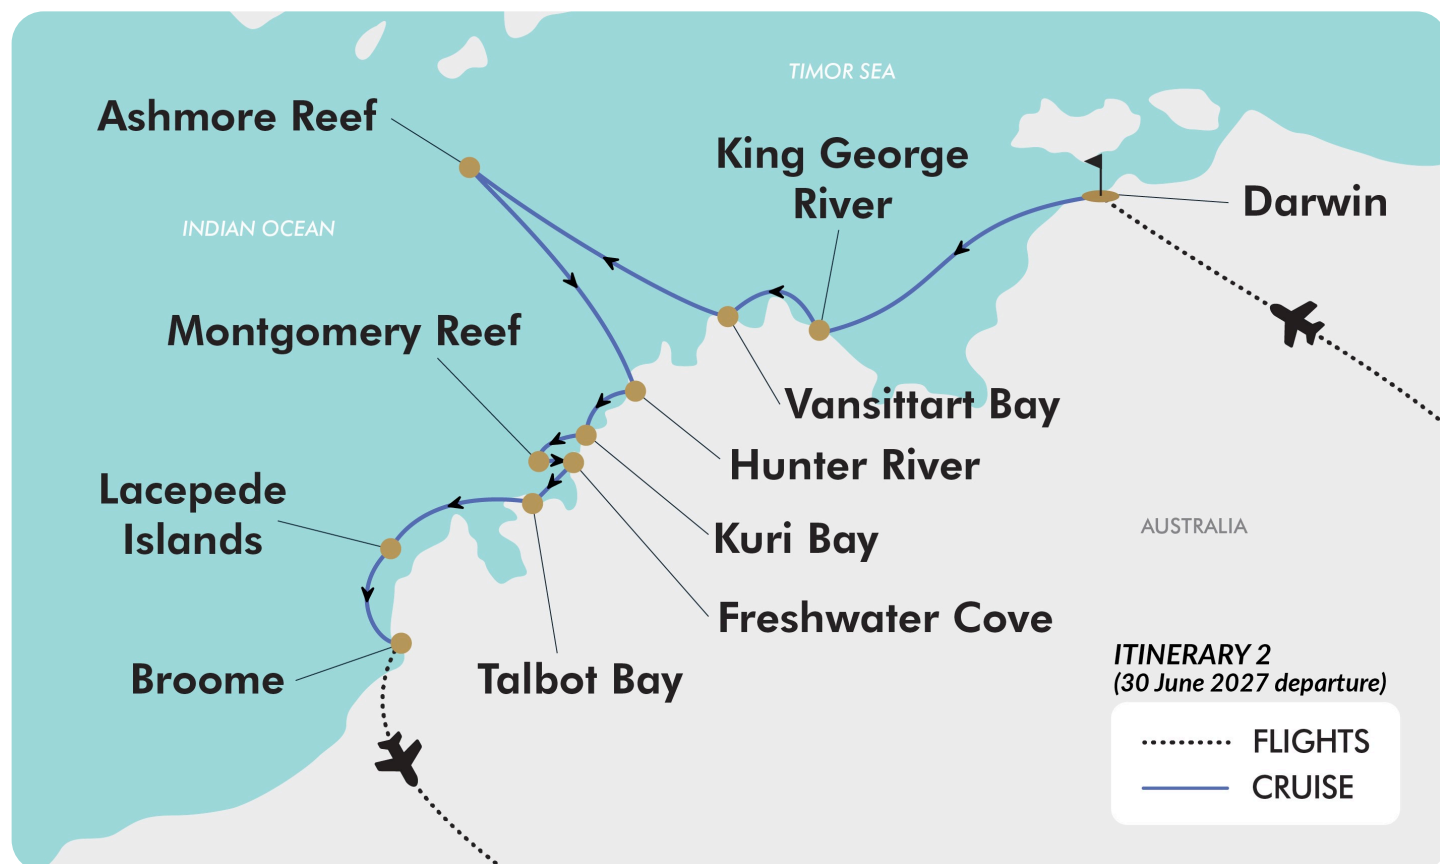 TIMOR SEA
Ashmore Reef
King George
River
Darwin
INDIAN OCEAN
Montgomery Reef
Vansittart Bay
Hunter River
Lacepede
Islands
Kuri Bay
AUSTRALIA
Freshwater Cove
Broome
Talbot Bay
ITINERARY 2
(30 June 2027 departure)
FLIGHTS
CRUISE